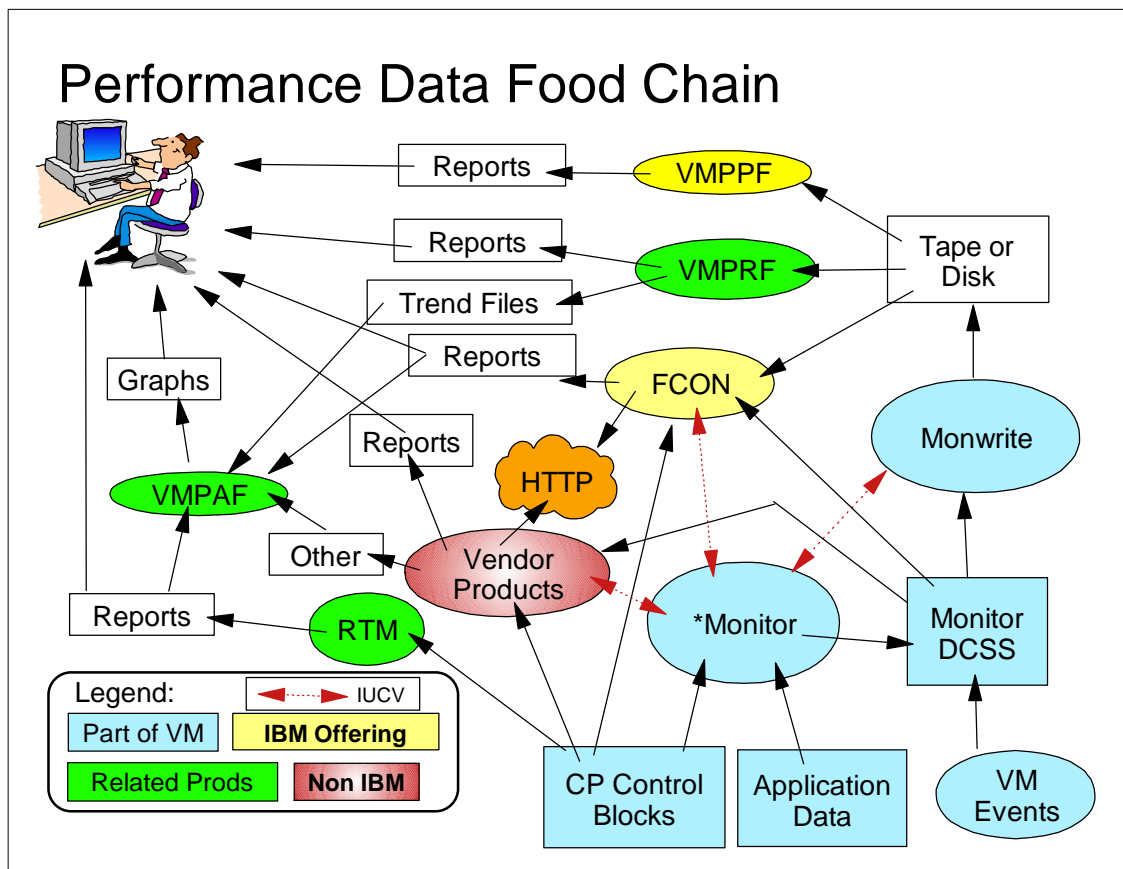 Performance Data Food Chain
Reports
VMPPF
Reports
VMPRF
Tape or
Disk
Trend Files
Reports
FCON
Graphs
Monwrite
Reports
HTTP
VMPAF
Other
Vendor
Products
*Monitor
Monitor
DCSS
Reports
RTM
Legend:
IUCV
Part of VM
IBM Offering
Related Prods
Non IBM
CP Control
Blocks
Application
Data
VM
Events